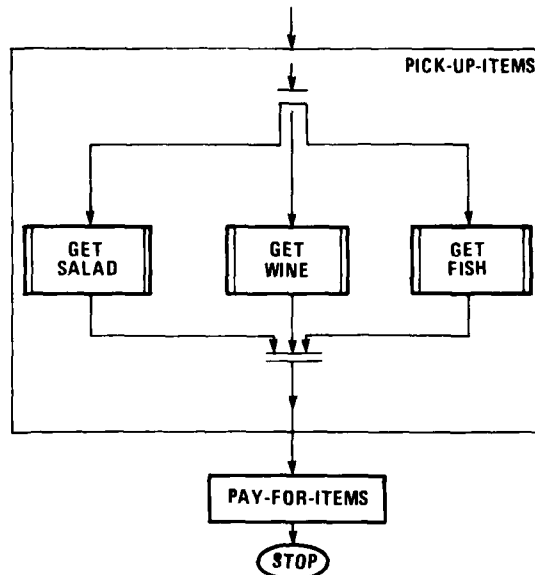 PICK-UP-ITEMS
GET
SALAD
GET
WINE
GET
FISH
PAY-FOR-ITEMS
STOP